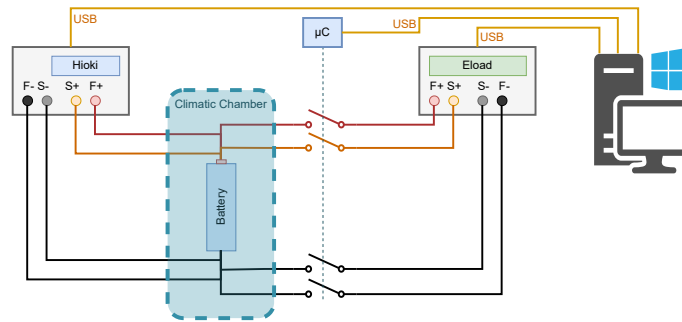 USB
µC
USB
USB
Hioki
Eload
F- S- S+ F+
F+ S+ S- F-
Climatic Chamber
Battery